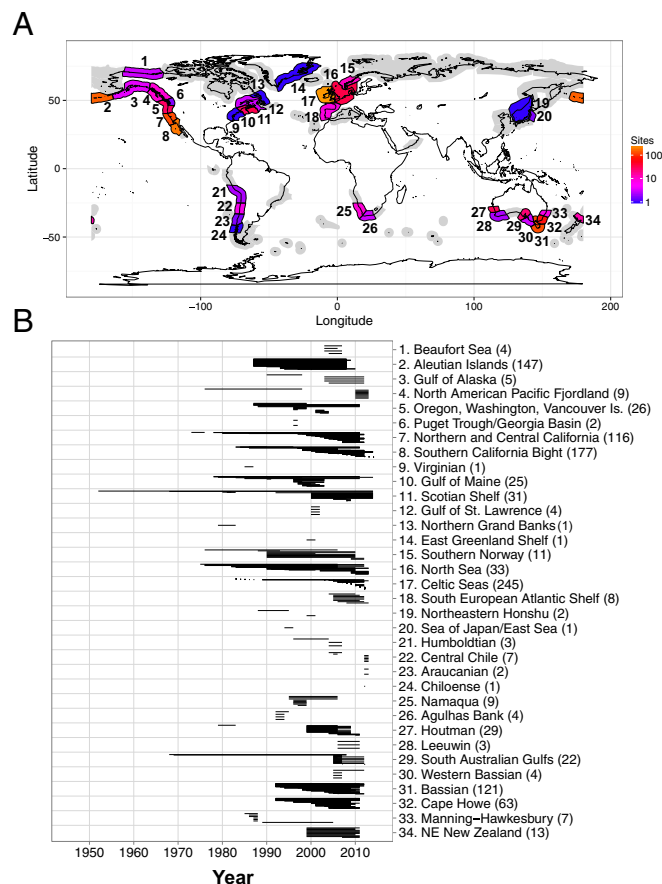 A
1
2
3
4
5
6
7
8
9
10
11
12
13
14
15
16
17
18
19
20
21
22
23
24
25
26
27
28
29
30
31
32
33
34
50
0
−50
Latitude
−100
0
100
200
Longitude
Sites
100
10
1
B
1. Beaufort Sea (4)
2. Aleutian Islands (147)
3. Gulf of Alaska (5)
4. North American Pacific Fjordland (9)
5. Oregon, Washington, Vancouver Is. (26)
6. Puget Trough/Georgia Basin (2)
7. Northern and Central California (116)
8. Southern California Bight (177)
9. Virginian (1)
10. Gulf of Maine (25)
11. Scotian Shelf (31)
12. Gulf of St. Lawrence (4)
13. Northern Grand Banks (1)
14. East Greenland Shelf (1)
15. Southern Norway (11)
16. North Sea (33)
17. Celtic Seas (245)
18. South European Atlantic Shelf (8)
19. Northeastern Honshu (2)
20. Sea of Japan/East Sea (1)
21. Humboldtian (3)
22. Central Chile (7)
23. Araucanian (2)
24. Chiloense (1)
25. Namaqua (9)
26. Agulhas Bank (4)
27. Houtman (29)
28. Leeuwin (3)
29. South Australian Gulfs (22)
30. Western Bassian (4)
31. Bassian (121)
32. Cape Howe (63)
33. Manning−Hawkesbury (7)
34. NE New Zealand (13)
1950 1960 1970 1980 1990 2000 2010
Year